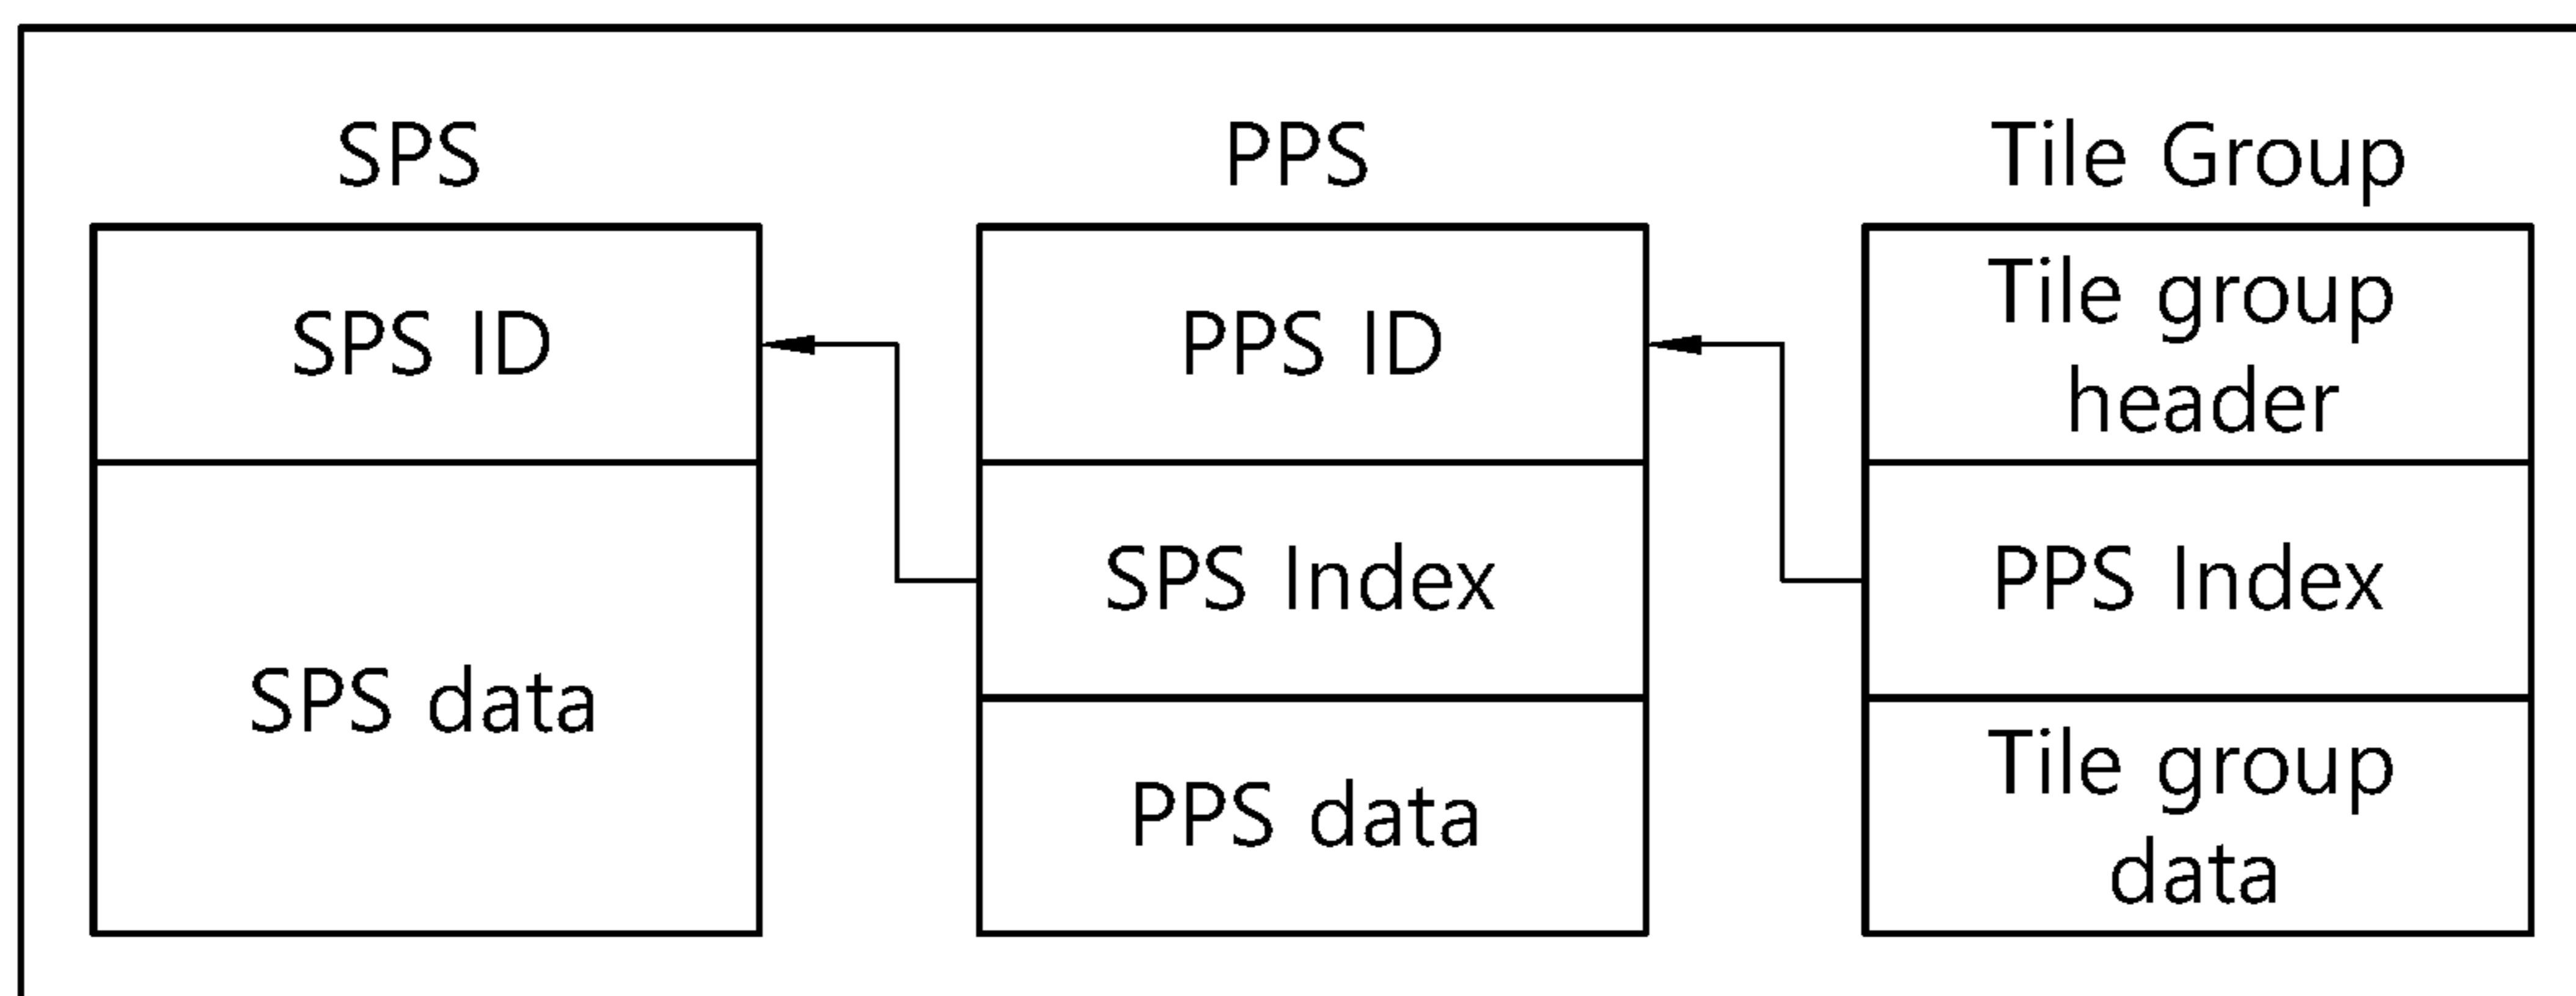 SPS
SPS ID
SPS data
PPS
PPS ID
SPS Index
PPS data
Tile Group
Tile group
header
PPS Index
Tile group
data